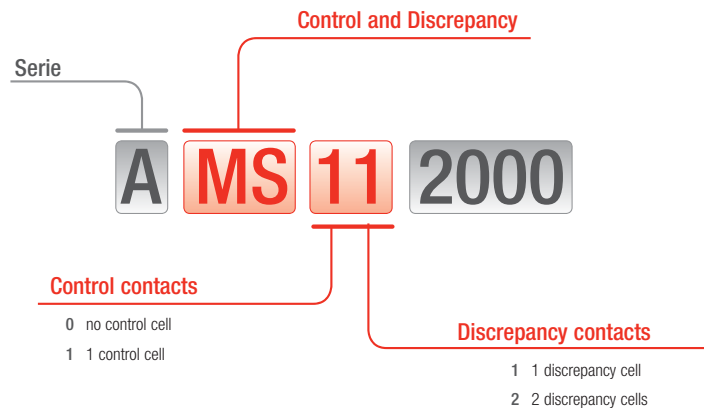 Control and Discrepancy
Serie
A MS 11 2000
Control contacts
0 no control cell
1 1 control cell
Discrepancy contacts
1 1 discrepancy cell
2 2 discrepancy cells